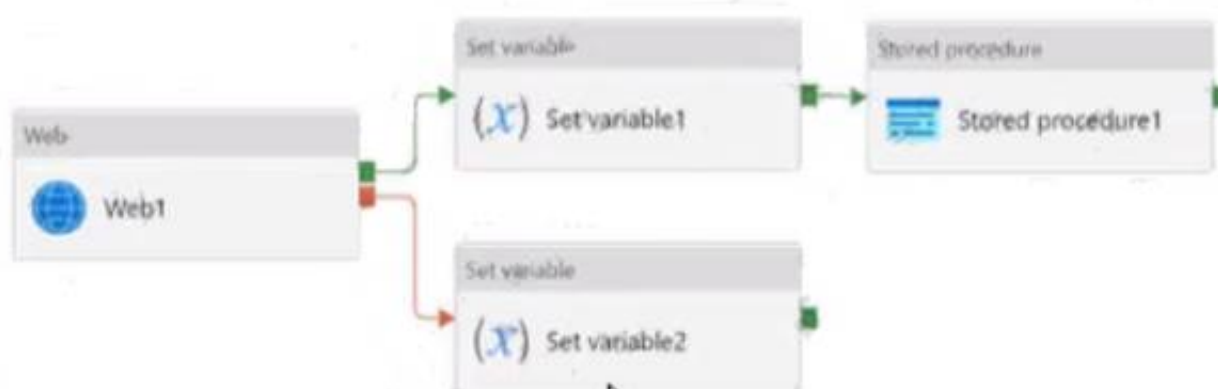 Set variable
(x) Set variable1
Stored procedure
Stored procedure1
Web
Web1
Set variable
(x) Set variable2